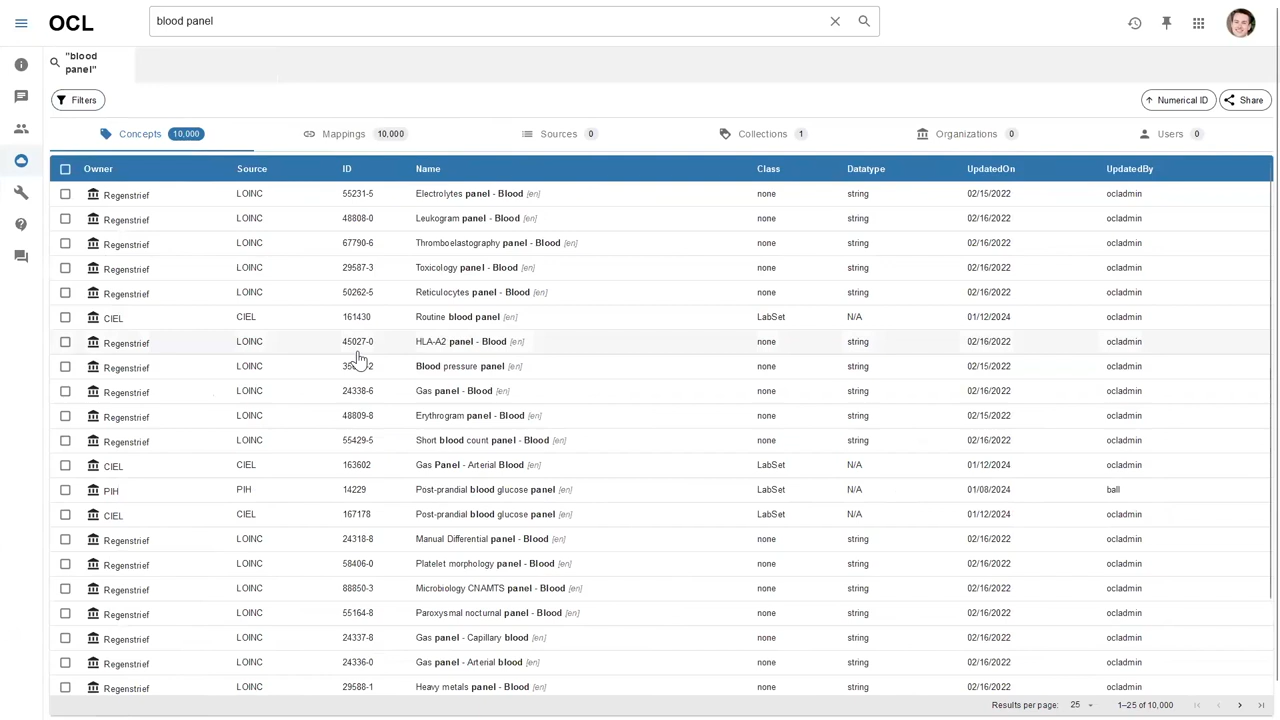 OCL
blood panel
"blood
panel"
Filters
Numerical ID
Share
Concepts 10,000
Mappings 10,000
Sources 0
Collections 1
Organizations 0
Users 0
Owner Source ID Name Class Datatype UpdatedOn UpdatedBy
Regenstrief LOINC 55231-5 Electrolytes panel - Blood [en] none string 02/15/2022 ocladmin
Regenstrief LOINC 48808-0 Leukogram panel - Blood [en] none string 02/16/2022 ocladmin
Regenstrief LOINC 67790-6 Thromboelastography panel - Blood [en] none string 02/16/2022 ocladmin
Regenstrief LOINC 29587-3 Toxicology panel - Blood [en] none string 02/16/2022 ocladmin
Regenstrief LOINC 50262-5 Reticulocytes panel - Blood [en] none string 02/16/2022 ocladmin
CIEL CIEL 161430 Routine blood panel [en] LabSet N/A 01/12/2024 ocladmin
Regenstrief LOINC 45027-0 HLA-A2 panel - Blood [en] none string 02/16/2022 ocladmin
Regenstrief LOINC Blood pressure panel [en] none string 02/15/2022 ocladmin
Regenstrief LOINC 24338-6 Gas panel - Blood [en] none string 02/16/2022 ocladmin
Regenstrief LOINC 48809-8 Erythrogram panel - Blood [en] none string 02/15/2022 ocladmin
Regenstrief LOINC 55429-5 Short blood count panel - Blood [en] none string 02/16/2022 ocladmin
CIEL CIEL 163602 Gas Panel - Arterial Blood [en] LabSet N/A 01/12/2024 ocladmin
PIH PIH 14229 Post-prandial blood glucose panel [en] LabSet N/A 01/08/2024 ball
CIEL CIEL 167178 Post-prandial blood glucose panel [en] LabSet N/A 01/12/2024 ocladmin
Regenstrief LOINC 24318-8 Manual Differential panel - Blood [en] none string 02/16/2022 ocladmin
Regenstrief LOINC 58406-0 Platelet morphology panel - Blood [en] none string 02/16/2022 ocladmin
Regenstrief LOINC 88850-3 Microbiology CNAMTS panel - Blood [en] none string 02/16/2022 ocladmin
Regenstrief LOINC 55164-8 Paroxysmal nocturnal panel - Blood [en] none string 02/16/2022 ocladmin
Regenstrief LOINC 24337-8 Gas panel - Capillary blood [en] none string 02/16/2022 ocladmin
Regenstrief LOINC 24336-0 Gas panel - Arterial blood [en] none string 02/16/2022 ocladmin
Regenstrief LOINC 29588-1 Heavy metals panel - Blood [en] none string 02/16/2022 ocladmin
Results per page: 25 1–25 of 10,000